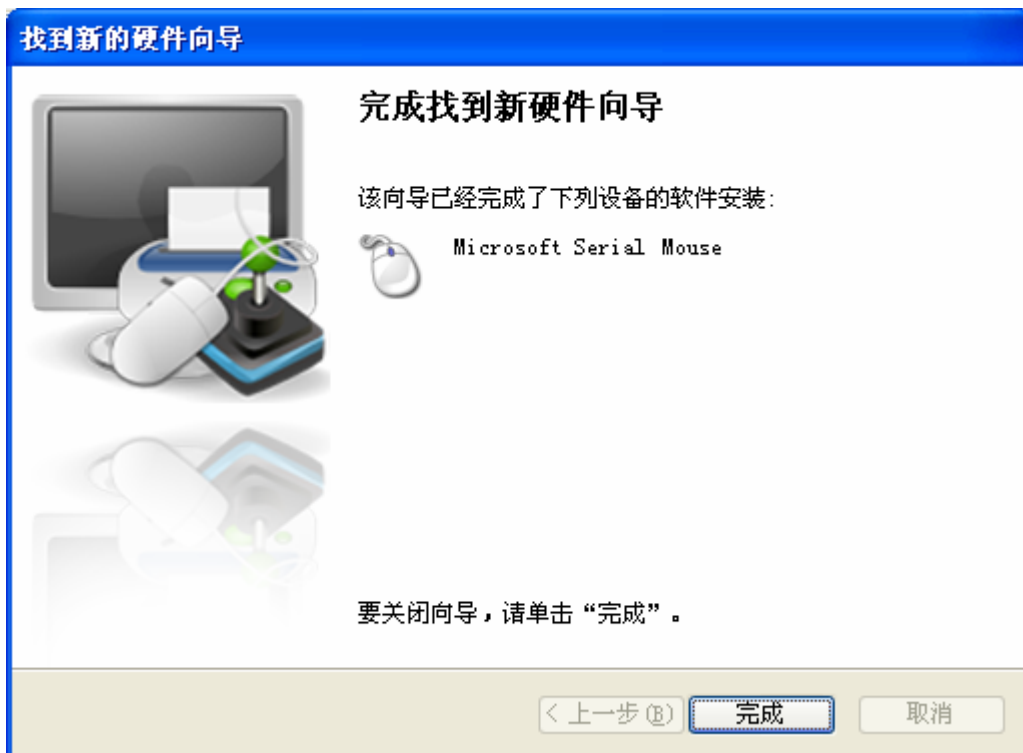 找到新的硬件向导
完成找到新硬件向导
该向导已经完成了下列设备的软件安装:
Microsoft Serial Mouse
要关闭向导，请单击“完成”。
< 上一步(B)
完成
取消